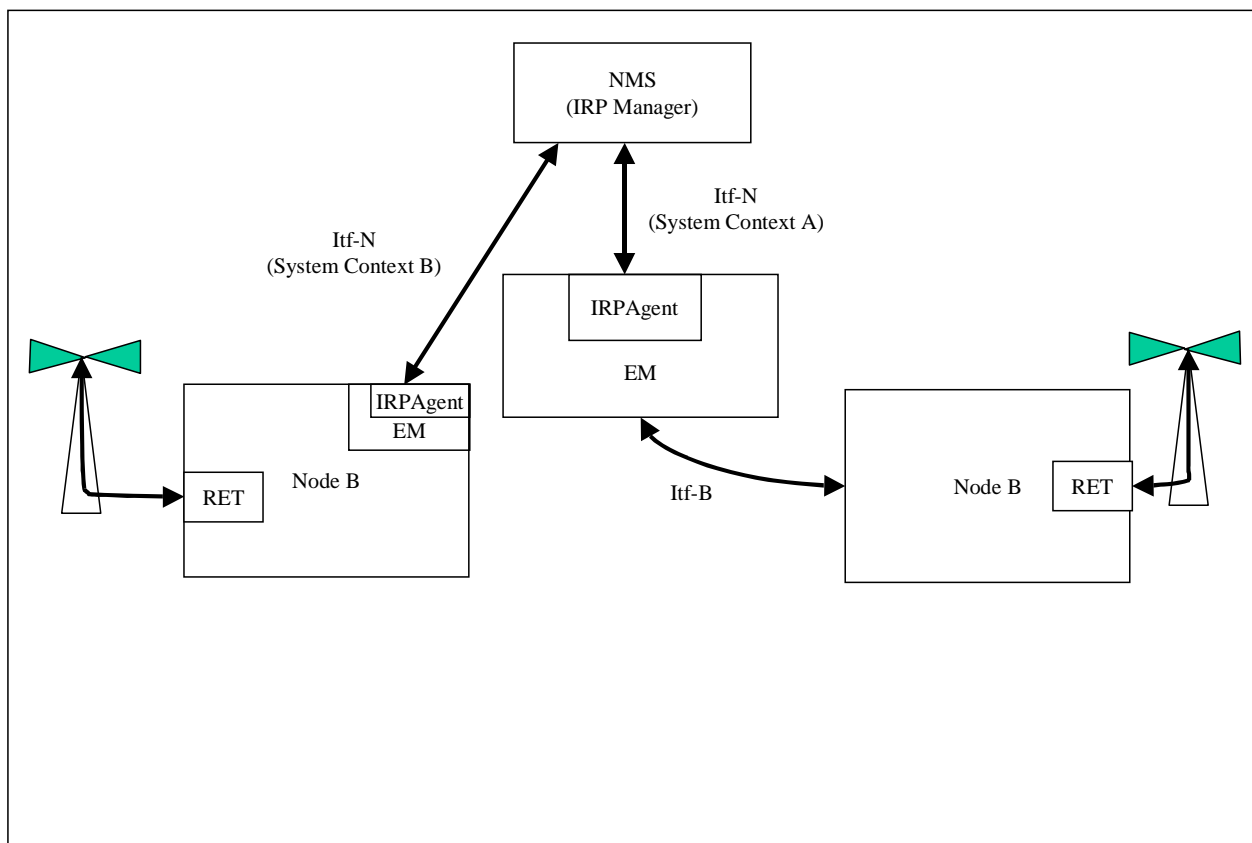 NMS
(IRP Manager)
Itf-N
(System Context B)
Itf-N
(System Context A)
IRPAgent
EM
IRPAgent
EM
Node B
RET
Itf-B
Node B
RET